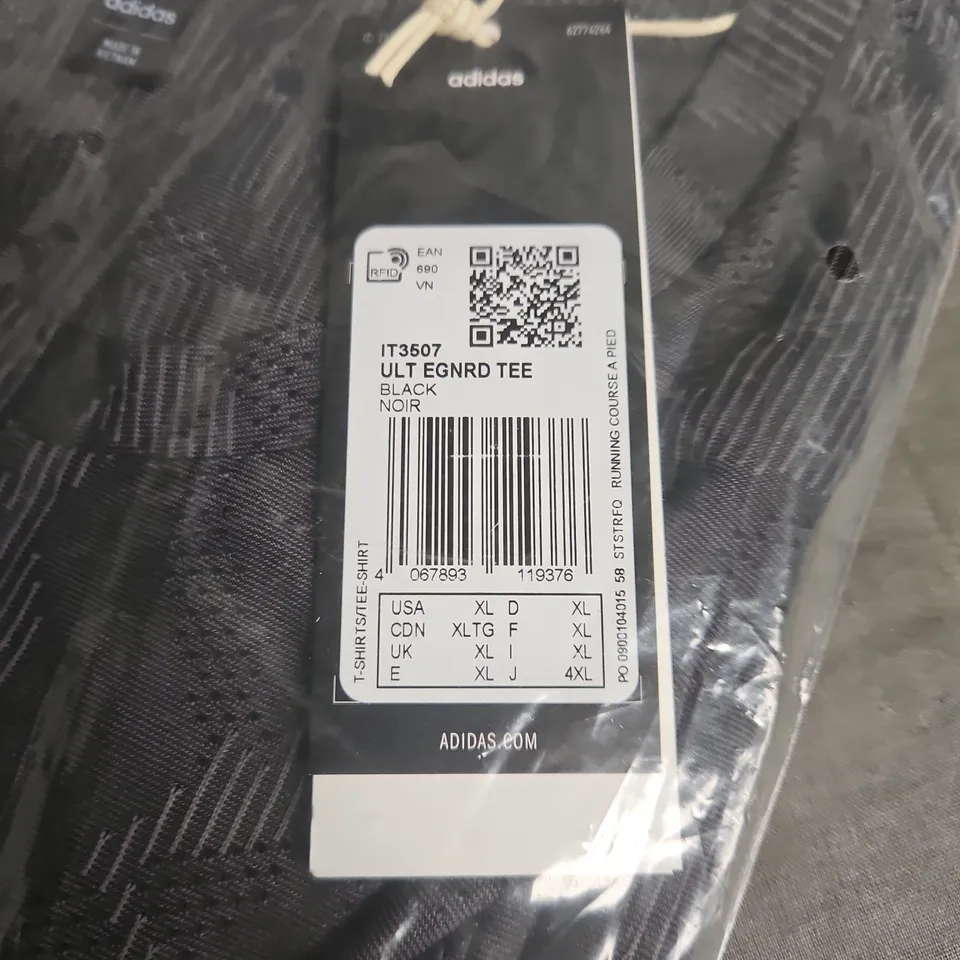 adidas
MADE IN
VIETNAM
adidas
RFID
EAN
690
VN
IT3507
ULT EGNRD TEE
BLACK
NOIR
4 067893 119376
T-SHIRTS/TEE-SHIRT
PO 0900104015 58 STSTRFQ RUNNING COURSE A PIED
USA XL D XL
CDN XLTG F XL
UK XL I XL
E XL J 4XL
ADIDAS.COM